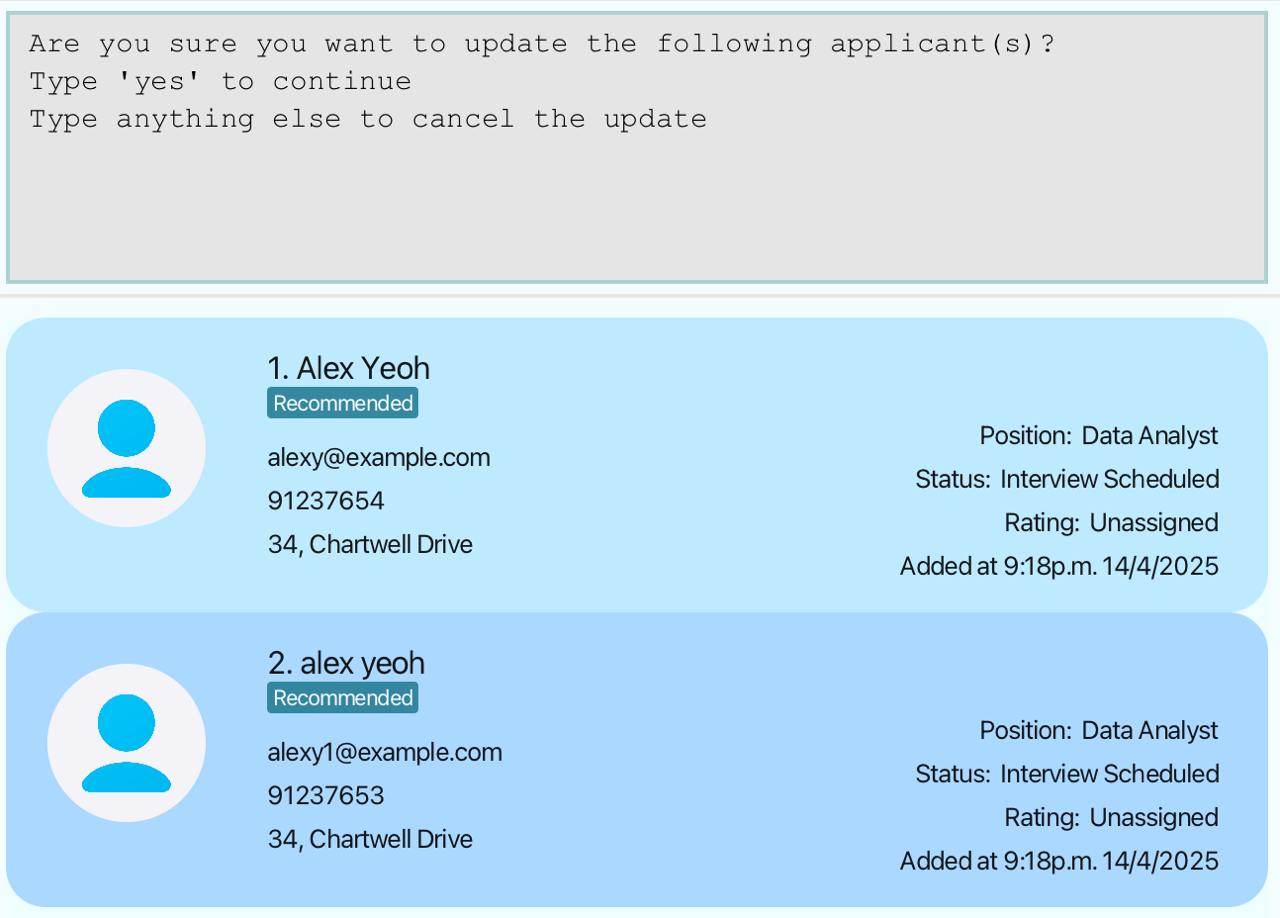 Are you sure you want to update the following applicant(s)?
Type 'yes' to continue
Type anything else to cancel the update
1. Alex Yeoh
Recommended
alexy@example.com
91237654
34, Chartwell Drive
Position: Data Analyst
Status: Interview Scheduled
Rating: Unassigned
Added at 9:18p.m. 14/4/2025
2. alex yeoh
Recommended
alexy1@example.com
91237653
34, Chartwell Drive
Position: Data Analyst
Status: Interview Scheduled
Rating: Unassigned
Added at 9:18p.m. 14/4/2025